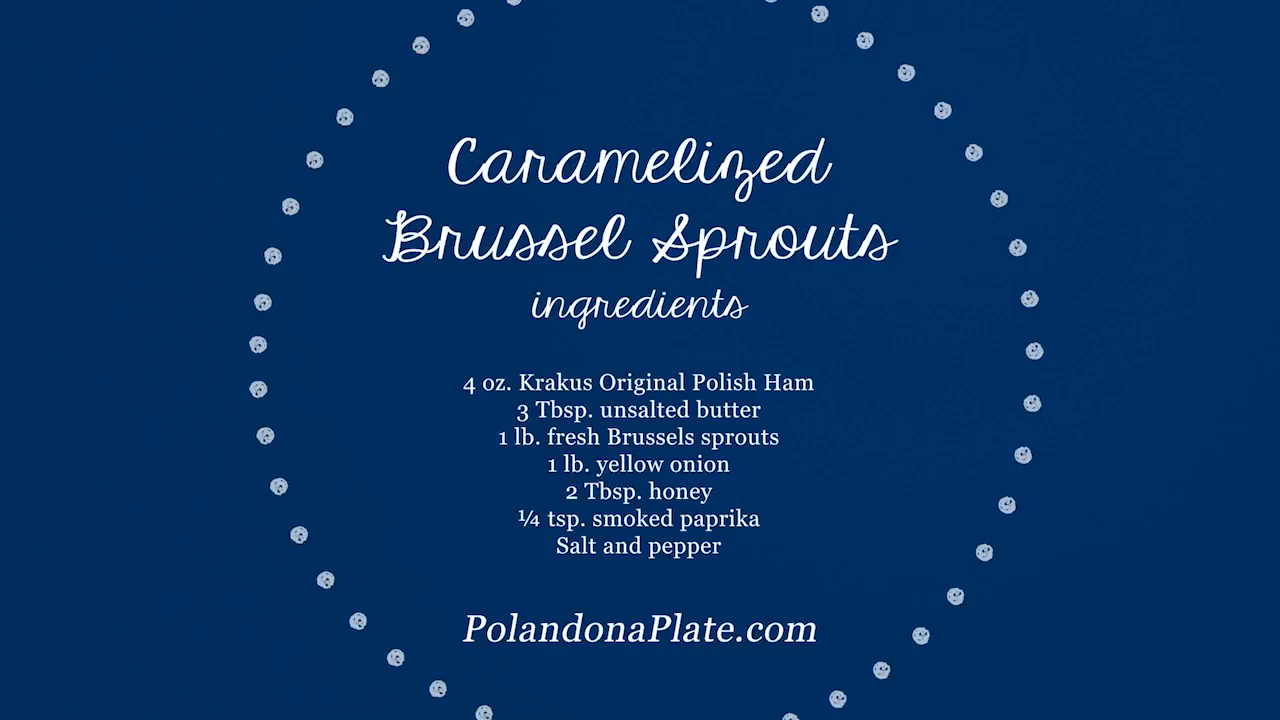 Caramelized
Brussel Sprouts
ingredients
4 oz. Krakus Original Polish Ham
3 Tbsp. unsalted butter
1 lb. fresh Brussels sprouts
1 lb. yellow onion
2 Tbsp. honey
¼ tsp. smoked paprika
Salt and pepper
PolandonaPlate.com